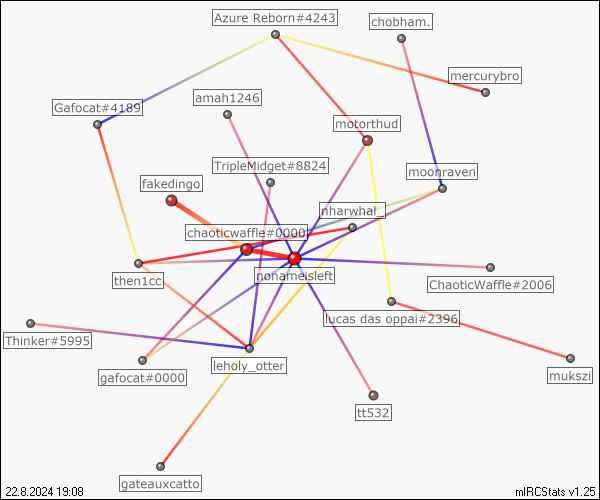 Azure Reborn#4243
chobham.
mercurybro
amah1246
Gafocat#4189
motorthud
TripleMidget#8824
moonraven
fakedingo
nharwhal_
chaoticwaffle#0000
nonameisleft
then1cc
ChaoticWaffle#2006
lucas das oppai#2396
Thinker#5995
leholy_otter
gafocat#0000
mukszi
tt532
gateauxcatto
22.8.2024 19:08
mIRCStats v1.25